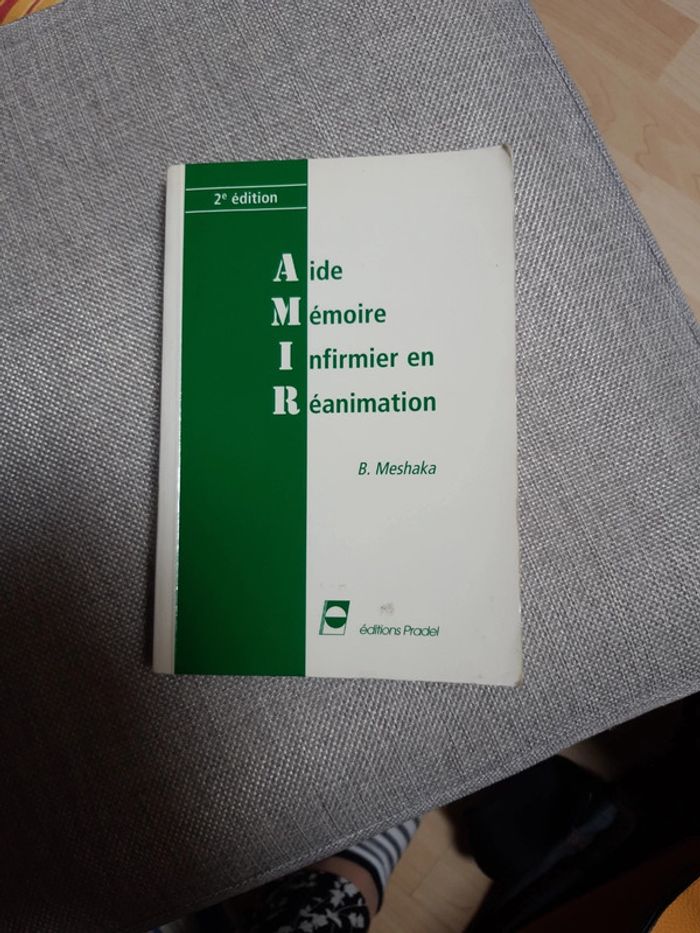 2e édition
Aide
Mémoire
Infirmier en
Réanimation
B. Meshaka
éditions Pradel